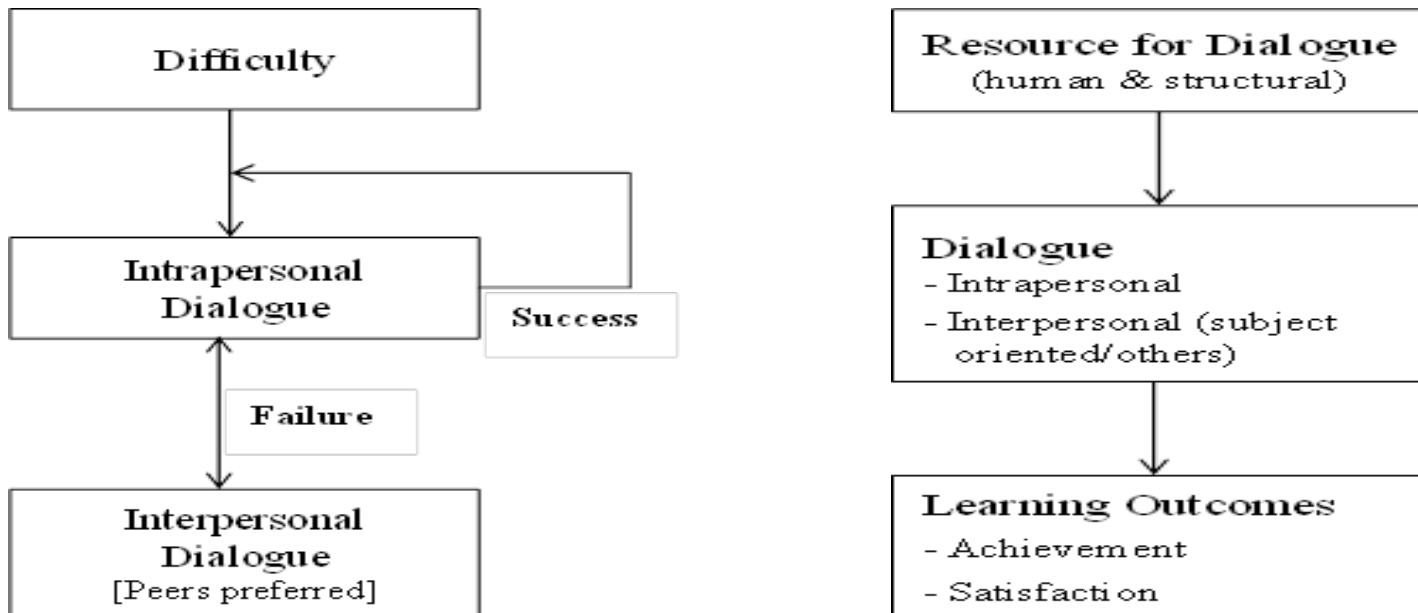 Difficulty
Intrapersonal
Dialogue
Success
Failure
Interpersonal
Dialogue
[Peers preferred]
Resource for Dialogue
(human & structural)
Dialogue
- Intrapersonal
- Interpersonal (subject
oriented/others)
Learning Outcomes
- Achievement
- Satisfaction